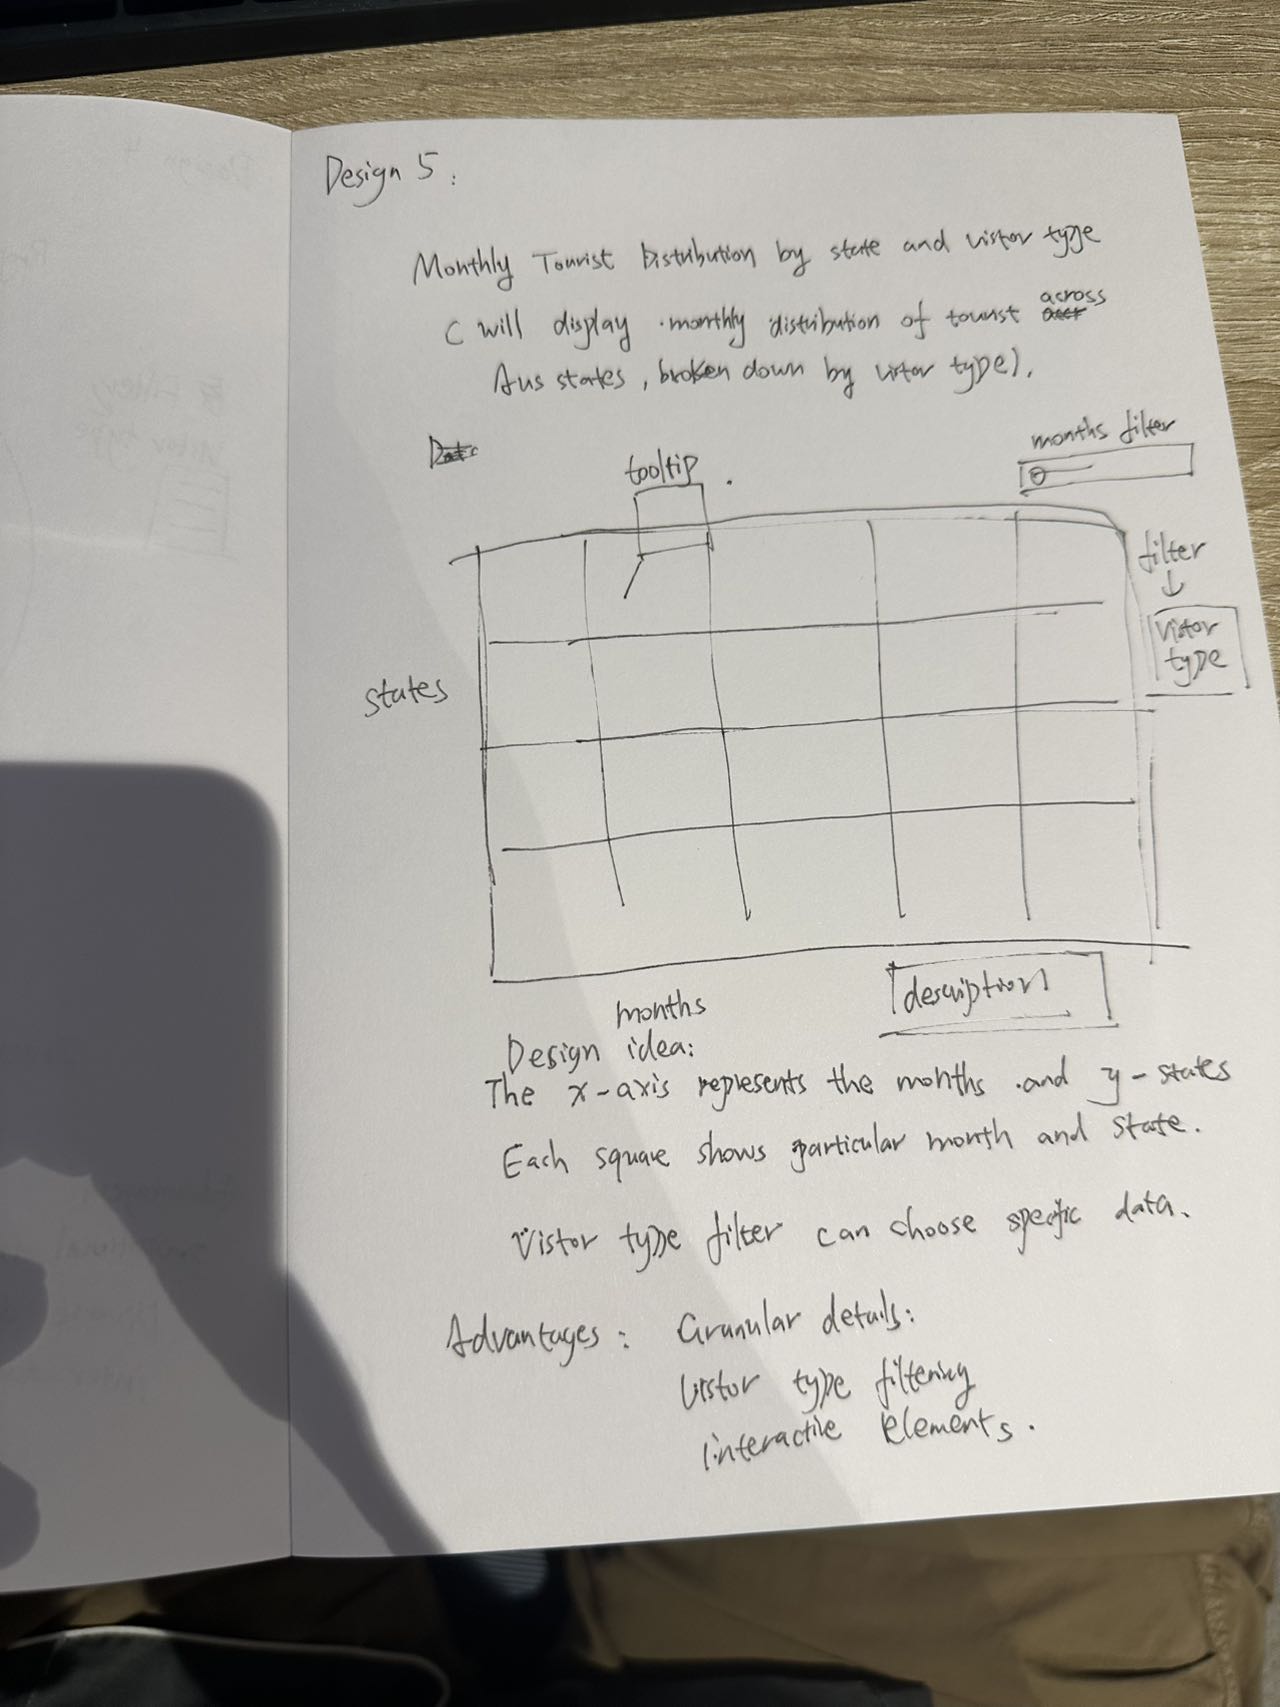 Design 5:
Monthly Tourist Distribution by state and vistor type
( will display monthly distribution of tourist across
Aus states, broken down by vistor type).
months filter
tooltip
filter
vistor
type
states
description
months
Design idea:
The x-axis represents the months and y-states
Each square shows particular month and state.
Vistor type filter can choose specific data.
Advantages: Granular details:
Vistor type filtering
interactive elements.